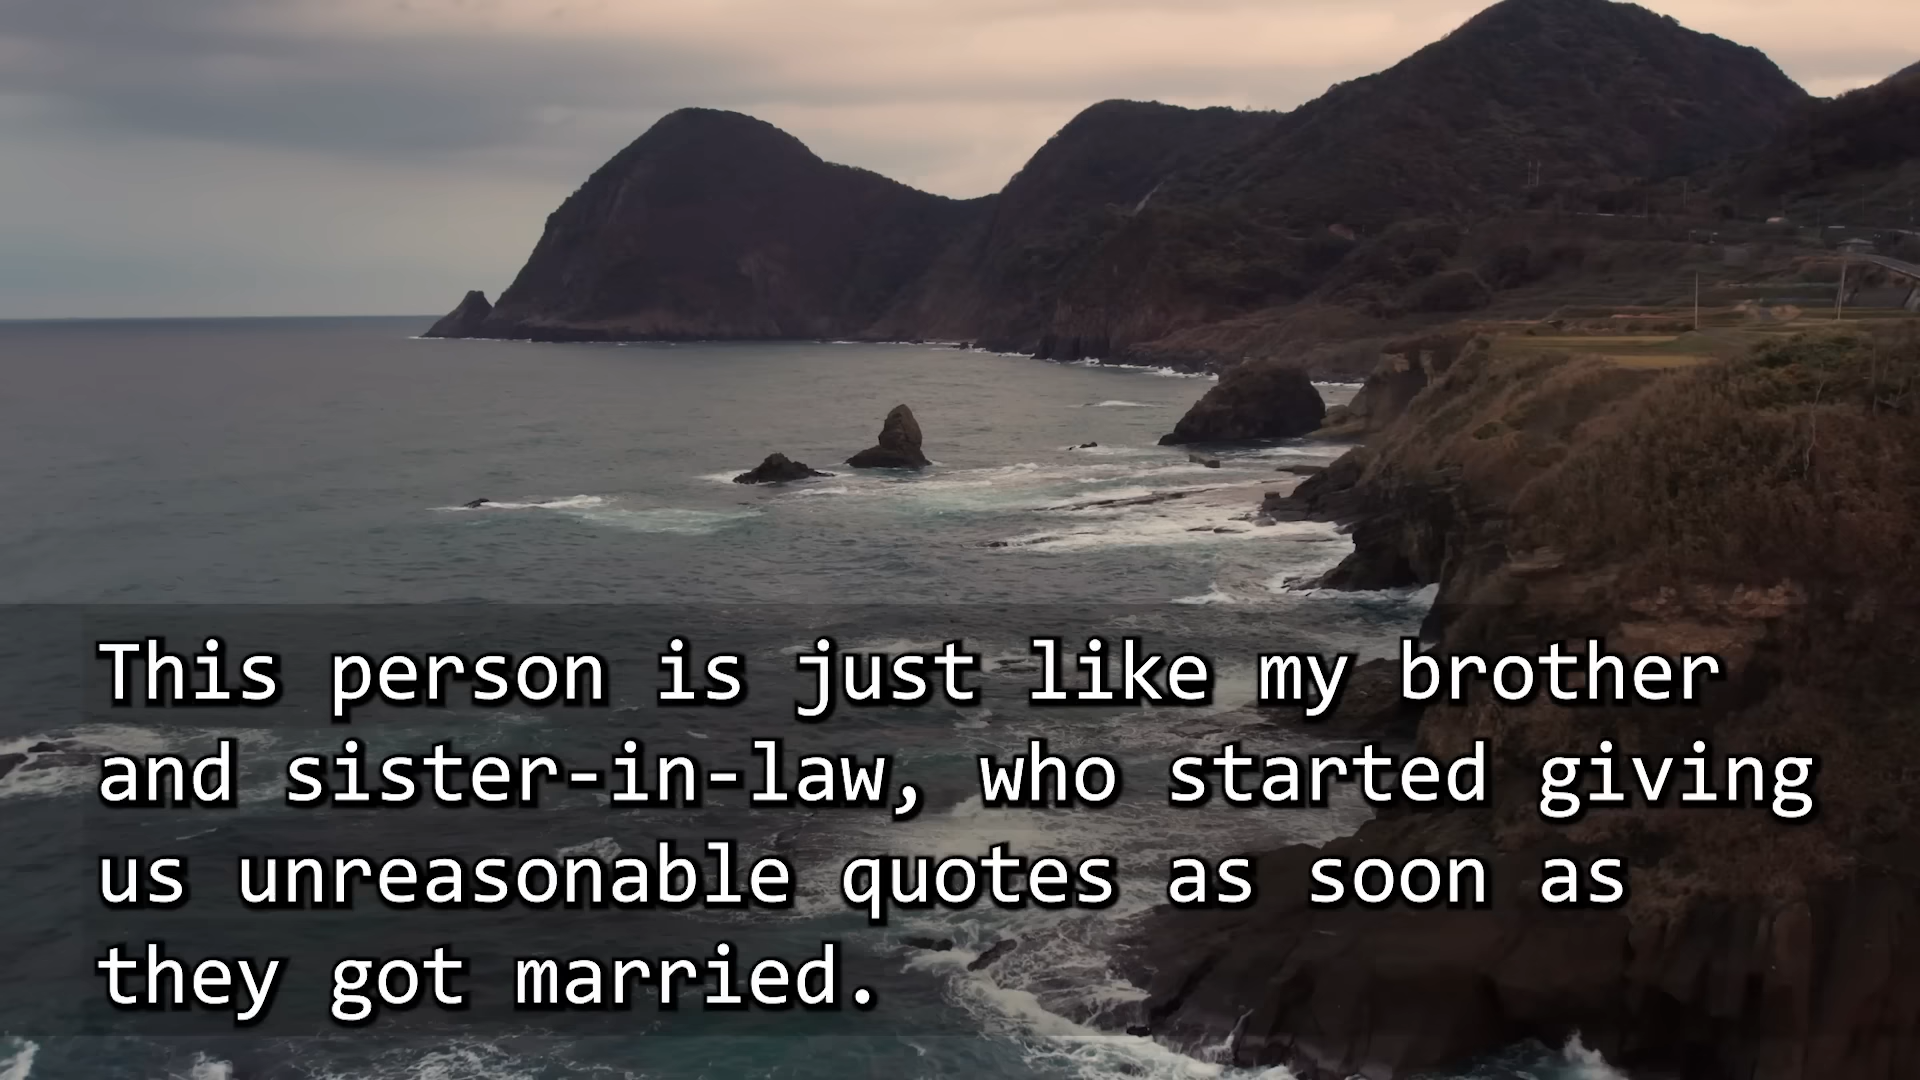 This person is just like my brother
and sister-in-law, who started giving
us unreasonable quotes as soon as
they got married.